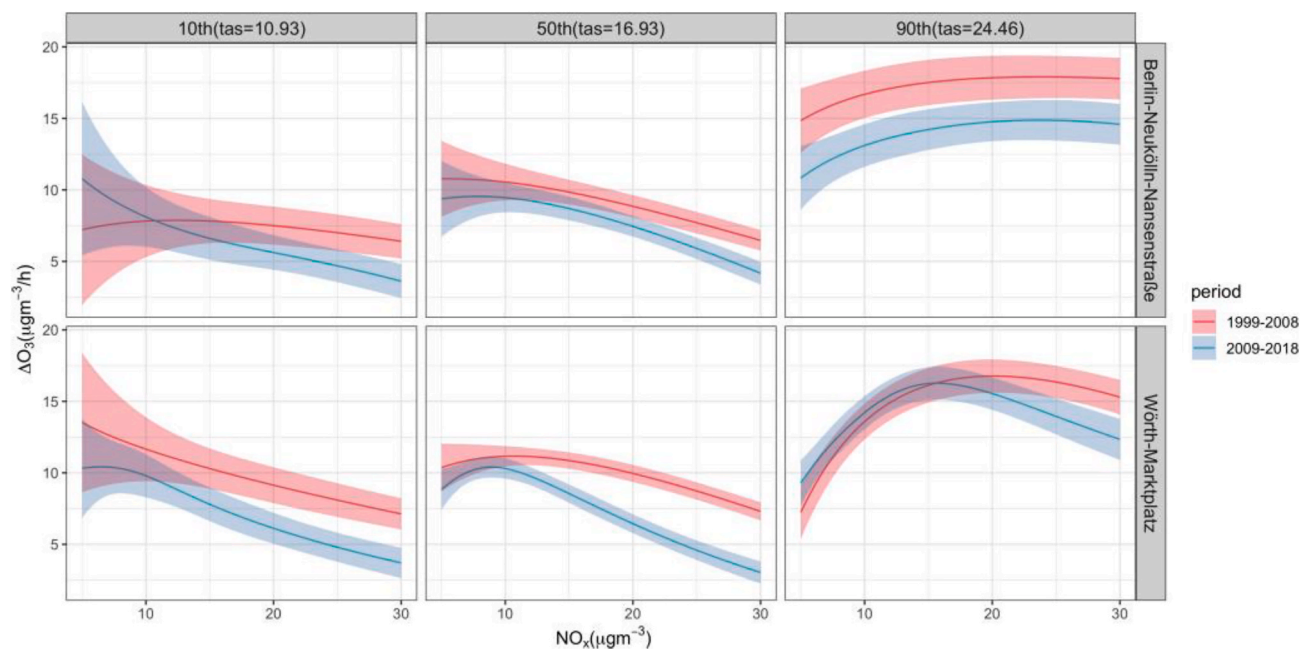 10th(tas=10.93)
50th(tas=16.93)
90th(tas=24.46)
20
15
10
5
Berlin-Neukölln-Nansenstraße
ΔO₃(μgm⁻³/h)
period
1999-2008
2009-2018
20
15
10
5
Wörth-Marktplatz
10 20 30
10 20 30
10 20 30
NOₓ(μgm⁻³)